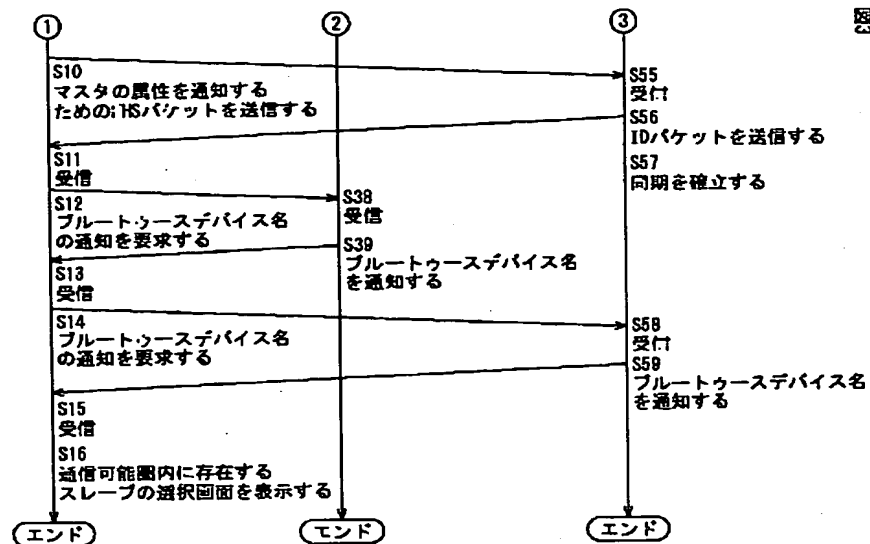 ①
②
③
S10
マスタの属性を通知する
ためのFHSパケットを送信する
S55
受付
S56
IDパケットを送信する
S11
受信
S57
同期を確立する
S12
ブルートゥースデバイス名
の通知を要求する
S38
受信
S39
ブルートゥースデバイス名
を通知する
S13
受信
S14
ブルートゥースデバイス名
の通知を要求する
S58
受付
S59
ブルートゥースデバイス名
を通知する
S15
受信
S16
通信可能圏内に存在する
スレーブの選択画面を表示する
エンド
エンド
エンド